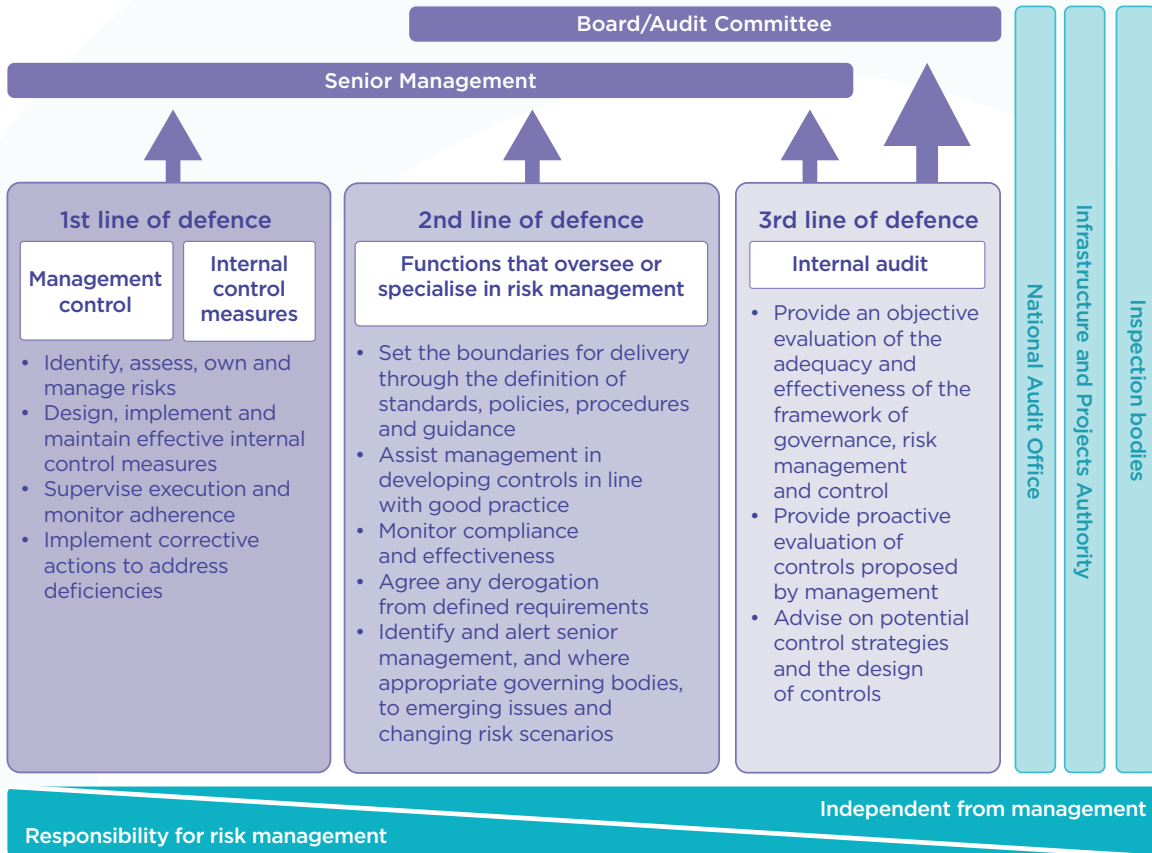 Board/Audit Committee
Senior Management
1st line of defence
Management
control
Internal
control
measures
• Identify, assess, own and
manage risks
• Design, implement and
maintain effective internal
control measures
• Supervise execution and
monitor adherence
• Implement corrective
actions to address
deficiencies
2nd line of defence
Functions that oversee or
specialise in risk management
• Set the boundaries for delivery
through the definition of
standards, policies, procedures
and guidance
• Assist management in
developing controls in line
with good practice
• Monitor compliance
and effectiveness
• Agree any derogation
from defined requirements
• Identify and alert senior
management, and where
appropriate governing bodies,
to emerging issues and
changing risk scenarios
3rd line of defence
Internal audit
• Provide an objective
evaluation of the
adequacy and
effectiveness of the
framework of
governance, risk
management
and control
• Provide proactive
evaluation of
controls proposed
by management
• Advise on potential
control strategies
and the design
of controls
National Audit Office
Infrastructure and Projects Authority
Inspection bodies
Independent from management
Responsibility for risk management